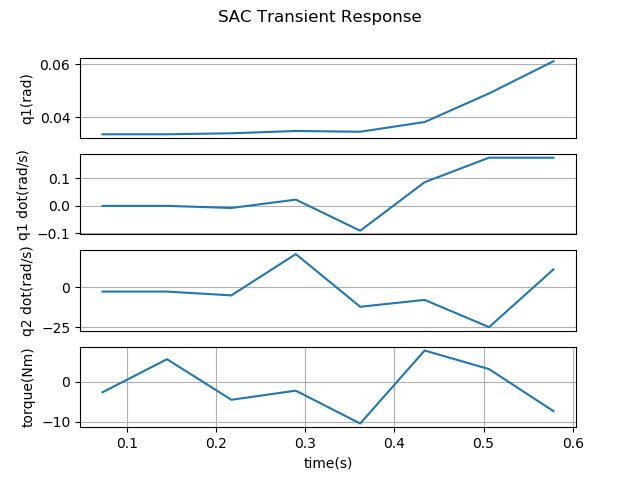 SAC Transient Response
0.06
0.04
q1(rad)
0.1
0.0
−0.1
q1 dot(rad/s)
0
−25
q2 dot(rad/s)
0
−10
torque(Nm)
0.1 0.2 0.3 0.4 0.5 0.6
time(s)